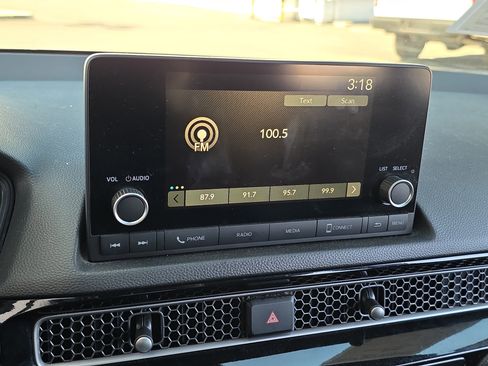 3:18
Text Scan
FM 100.5
VOL AUDIO
LIST SELECT
87.9 91.7 95.7 99.9
PHONE RADIO MEDIA CONNECT MENU